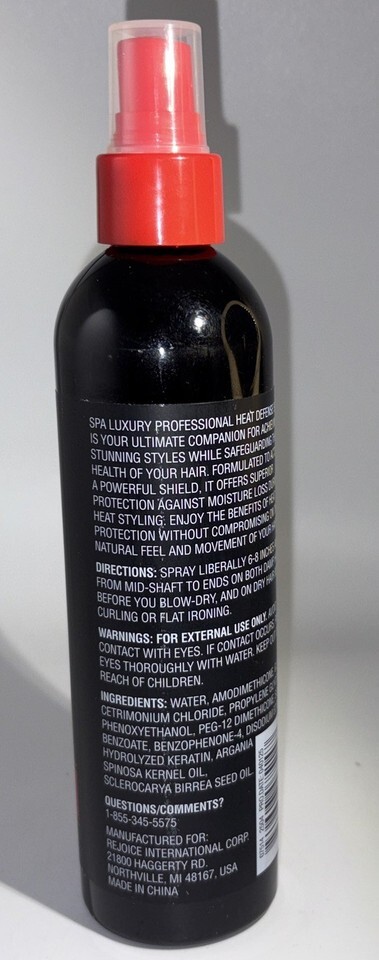 SPA LUXURY PROFESSIONAL HEAT DEFENSE
IS YOUR ULTIMATE COMPANION FOR
STUNNING STYLES WHILE SAFEGUARDING
HEALTH OF YOUR HAIR. FORMULATED TO
A POWERFUL SHIELD, IT OFFERS SUPERIOR
PROTECTION AGAINST MOISTURE LOSS
HEAT STYLING. ENJOY THE BENEFITS OF
PROTECTION WITHOUT COMPROMISING ON
NATURAL FEEL AND MOVEMENT OF YOUR
DIRECTIONS: SPRAY LIBERALLY 6-8 INCHES
FROM MID-SHAFT TO ENDS ON BOTH DAMP
BEFORE YOU BLOW-DRY, AND ON DRY HAIR
CURLING OR FLAT IRONING.
WARNINGS: FOR EXTERNAL USE ONLY.
CONTACT WITH EYES. IF CONTACT OCCURS
EYES THOROUGHLY WITH WATER. KEEP OUT
REACH OF CHILDREN.
INGREDIENTS: WATER, AMODIMETHICONE
CETRIMONIUM CHLORIDE, PROPYLENE
PHENOXYETHANOL, PEG-12 DIMETHICONE
BENZOATE, BENZOPHENONE-4,
HYDROLYZED KERATIN, ARGANIA
SPINOSA KERNEL OIL,
SCLEROCARYA BIRREA SEED OIL.
QUESTIONS/COMMENTS?
1-855-345-5575
MANUFACTURED FOR:
REJOICE INTERNATIONAL CORP.
21800 HAGGERTY RD.
NORTHVILLE, MI 48167, USA
MADE IN CHINA